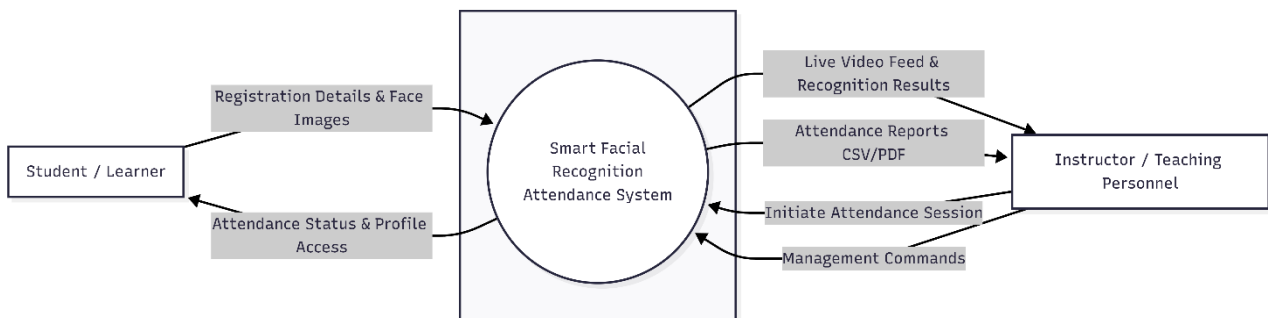 Student / Learner
Registration Details & Face
Images
Attendance Status & Profile
Access
Smart Facial
Recognition
Attendance System
Live Video Feed &
Recognition Results
Attendance Reports
CSV/PDF
Initiate Attendance Session
Management Commands
Instructor / Teaching
Personnel